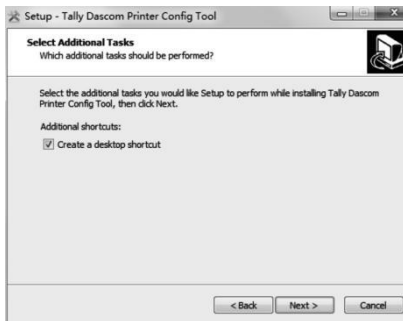 Setup - Tally Dascom Printer Config Tool
Select Additional Tasks
Which additional tasks should be performed?
Select the additional tasks you would like Setup to perform while installing Tally Dascom
Printer Config Tool, then click Next.
Additional shortcuts:
Create a desktop shortcut
< Back Next > Cancel